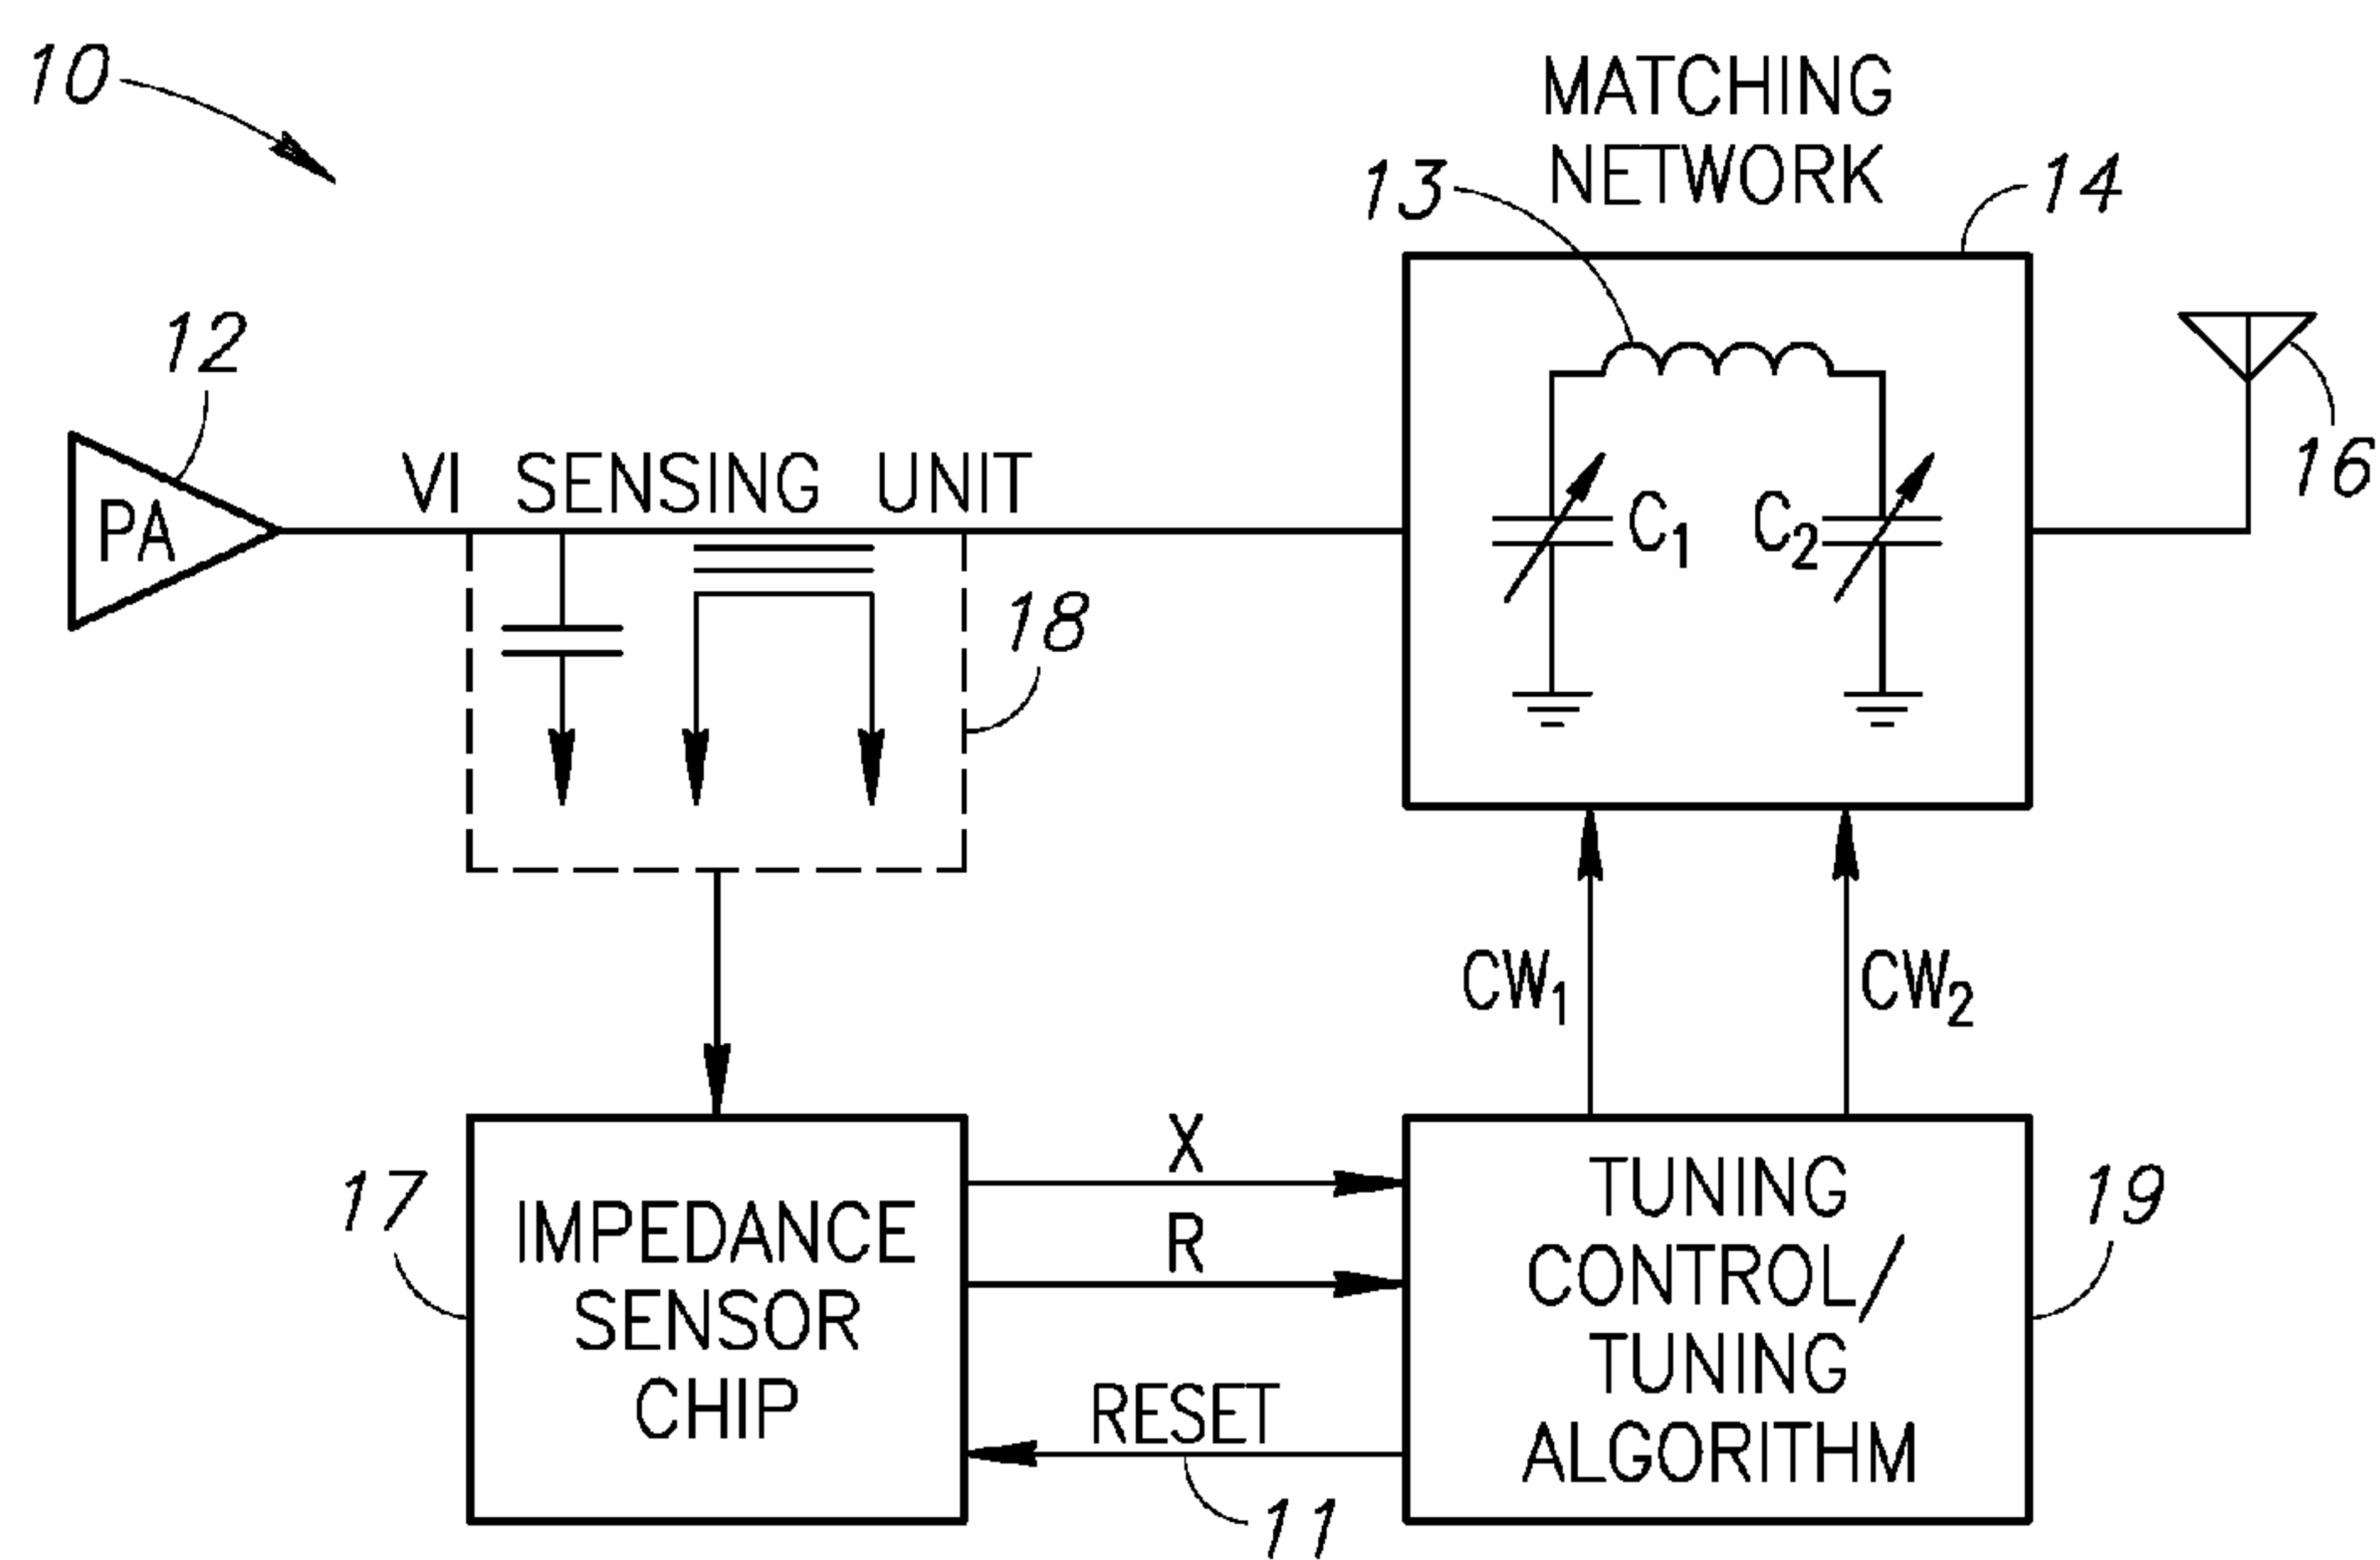 10
MATCHING
NETWORK
13
14
12
16
PA
VI SENSING UNIT
C1
C2
18
CW1
CW2
X
R
RESET
17
IMPEDANCE
SENSOR
CHIP
TUNING
CONTROL/
TUNING
ALGORITHM
19
11